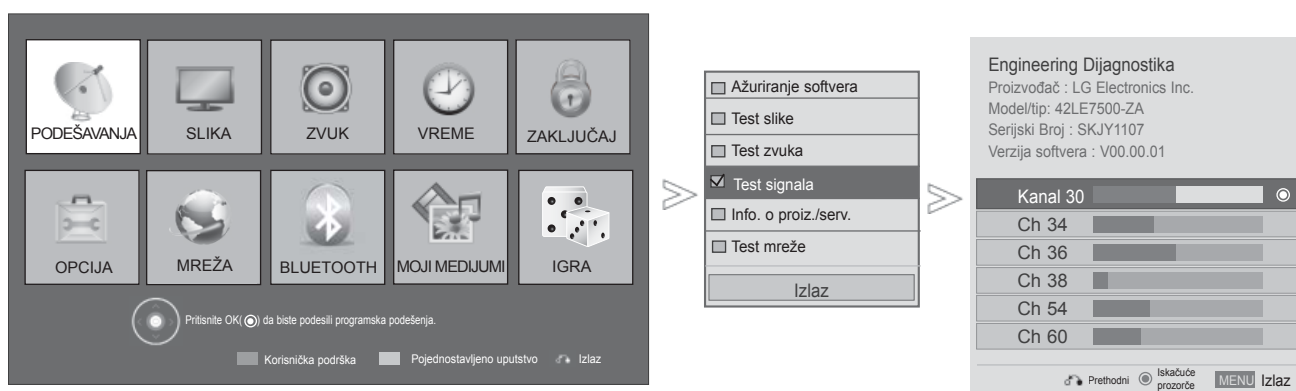 PODEŠAVANJA
SLIKA
ZVUK
VREME
ZAKLJUČAJ
OPCIJA
MREŽA
BLUETOOTH
MOJI MEDIJUMI
IGRA
Pritisnite OK( ) da biste podesili programska podešenja.
Korisnička podrška Pojednostavljeno uputstvo Izlaz
Ažuriranje softvera
Test slike
Test zvuka
Test signala
Info. o proiz./serv.
Test mreže
Izlaz
Engineering Dijagnostika
Proizvođač : LG Electronics Inc.
Model/tip: 42LE7500-ZA
Serijski Broj : SKJY1107
Verzija softvera : V00.00.01
Kanal 30
Ch 34
Ch 36
Ch 38
Ch 54
Ch 60
Prethodni Iskačuće prozorče MENU Izlaz